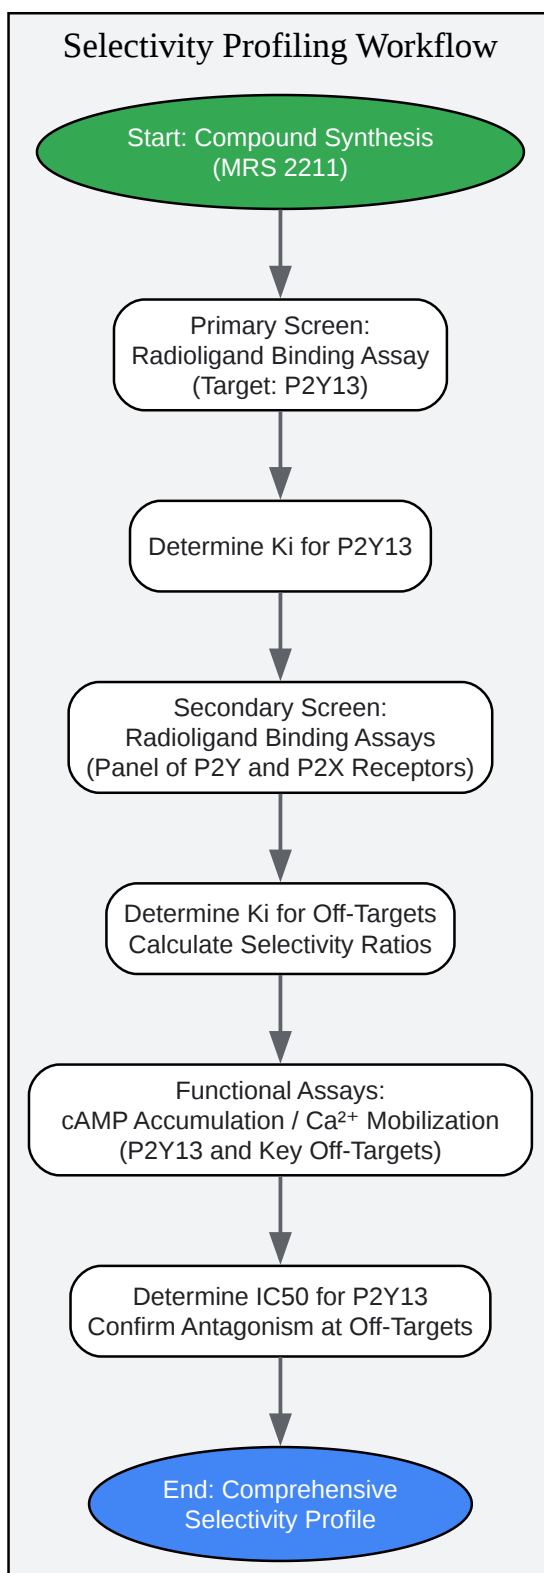 Selectivity Profiling Workflow
Start: Compound Synthesis
(MRS 2211)
Primary Screen:
Radioligand Binding Assay
(Target: P2Y13)
Determine Ki for P2Y13
Secondary Screen:
Radioligand Binding Assays
(Panel of P2Y and P2X Receptors)
Determine Ki for Off-Targets
Calculate Selectivity Ratios
Functional Assays:
cAMP Accumulation / Ca²⁺ Mobilization
(P2Y13 and Key Off-Targets)
Determine IC50 for P2Y13
Confirm Antagonism at Off-Targets
End: Comprehensive
Selectivity Profile